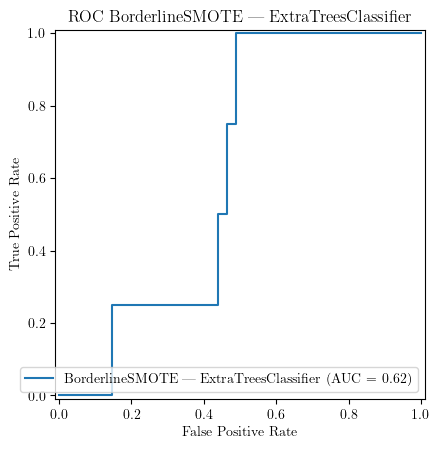 ROC BorderlineSMOTE — ExtraTreesClassifier
1.0
0.8
0.6
0.4
0.2
0.0
True Positive Rate
BorderlineSMOTE — ExtraTreesClassifier (AUC = 0.62)
0.0 0.2 0.4 0.6 0.8 1.0
False Positive Rate